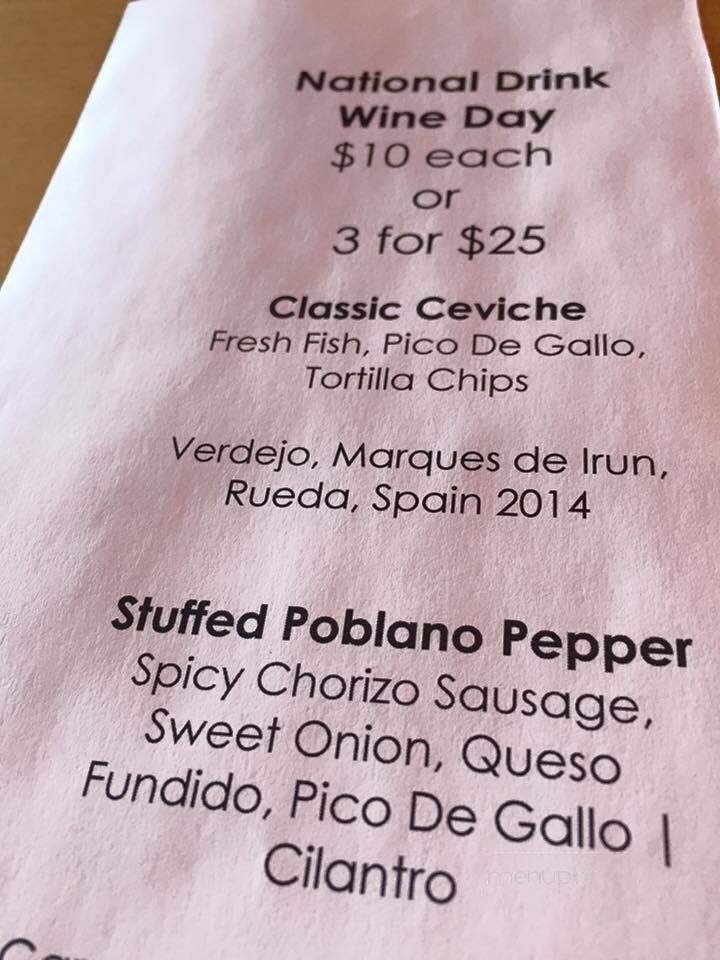 National Drink
Wine Day
$10 each
or
3 for $25
Classic Ceviche
Fresh Fish, Pico De Gallo,
Tortilla Chips
Verdejo, Marques de Irun,
Rueda, Spain 2014
Stuffed Poblano Pepper
Spicy Chorizo Sausage,
Sweet Onion, Queso
Fundido, Pico De Gallo |
Cilantro